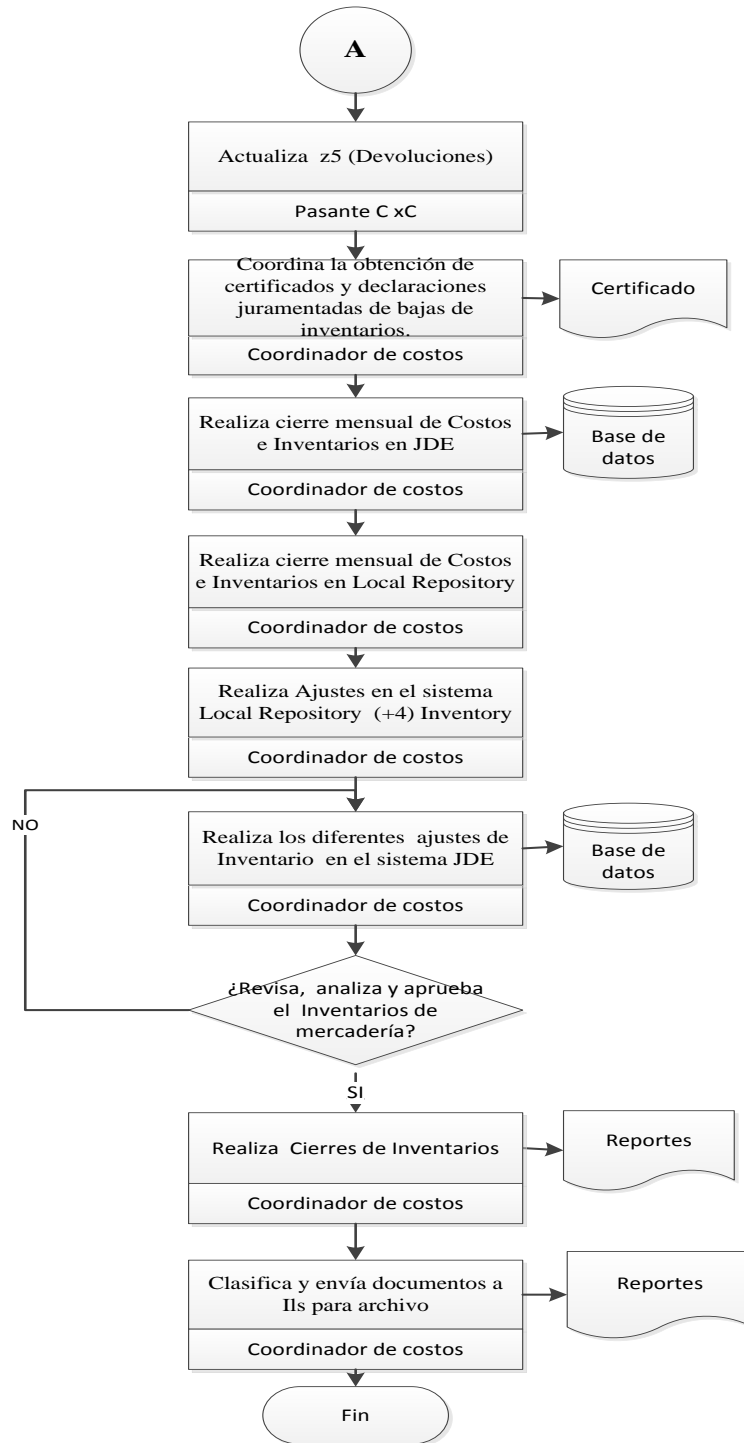 A
Actualiza z5 (Devoluciones)
Pasante C xC
Coordina la obtención de
certificados y declaraciones
juramentadas de bajas de
inventarios.
Certificado
Coordinador de costos
Realiza cierre mensual de Costos
e Inventarios en JDE
Base de
datos
Coordinador de costos
Realiza cierre mensual de Costos
e Inventarios en Local Repository
Coordinador de costos
Realiza Ajustes en el sistema
Local Repository (+4) Inventory
Coordinador de costos
NO
Realiza los diferentes ajustes de
Inventario en el sistema JDE
Base de
datos
Coordinador de costos
¿Revisa, analiza y aprueba
el Inventarios de
mercadería?
SI
Realiza Cierres de Inventarios
Reportes
Coordinador de costos
Clasifica y envía documentos a
Ils para archivo
Reportes
Coordinador de costos
Fin